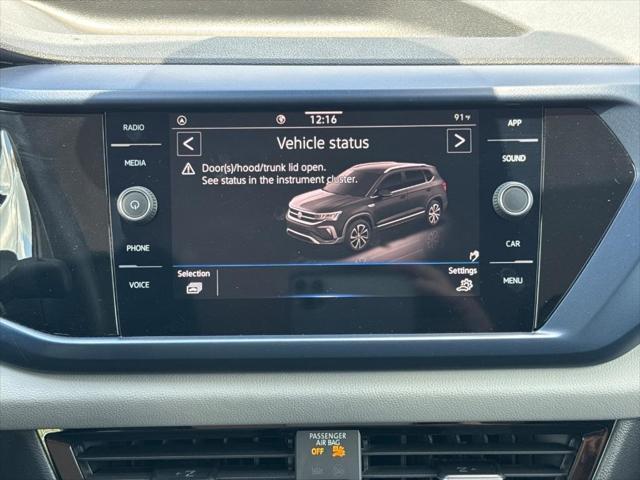 12:16
91°F
RADIO
MEDIA
PHONE
VOICE
Vehicle status
Door(s)/hood/trunk lid open.
See status in the instrument cluster.
Selection
Settings
APP
SOUND
CAR
MENU
PASSENGER
AIR BAG
OFF